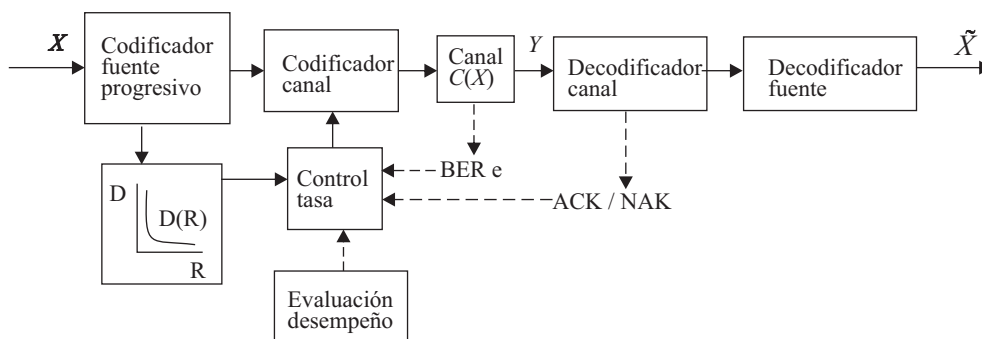 X
Codificador
fuente
progresivo
Codificador
canal
Canal
C(X)
Y
Decodificador
canal
Decodificador
fuente
X̃
D
D(R)
R
Control
tasa
BER e
ACK / NAK
Evaluación
desempeño